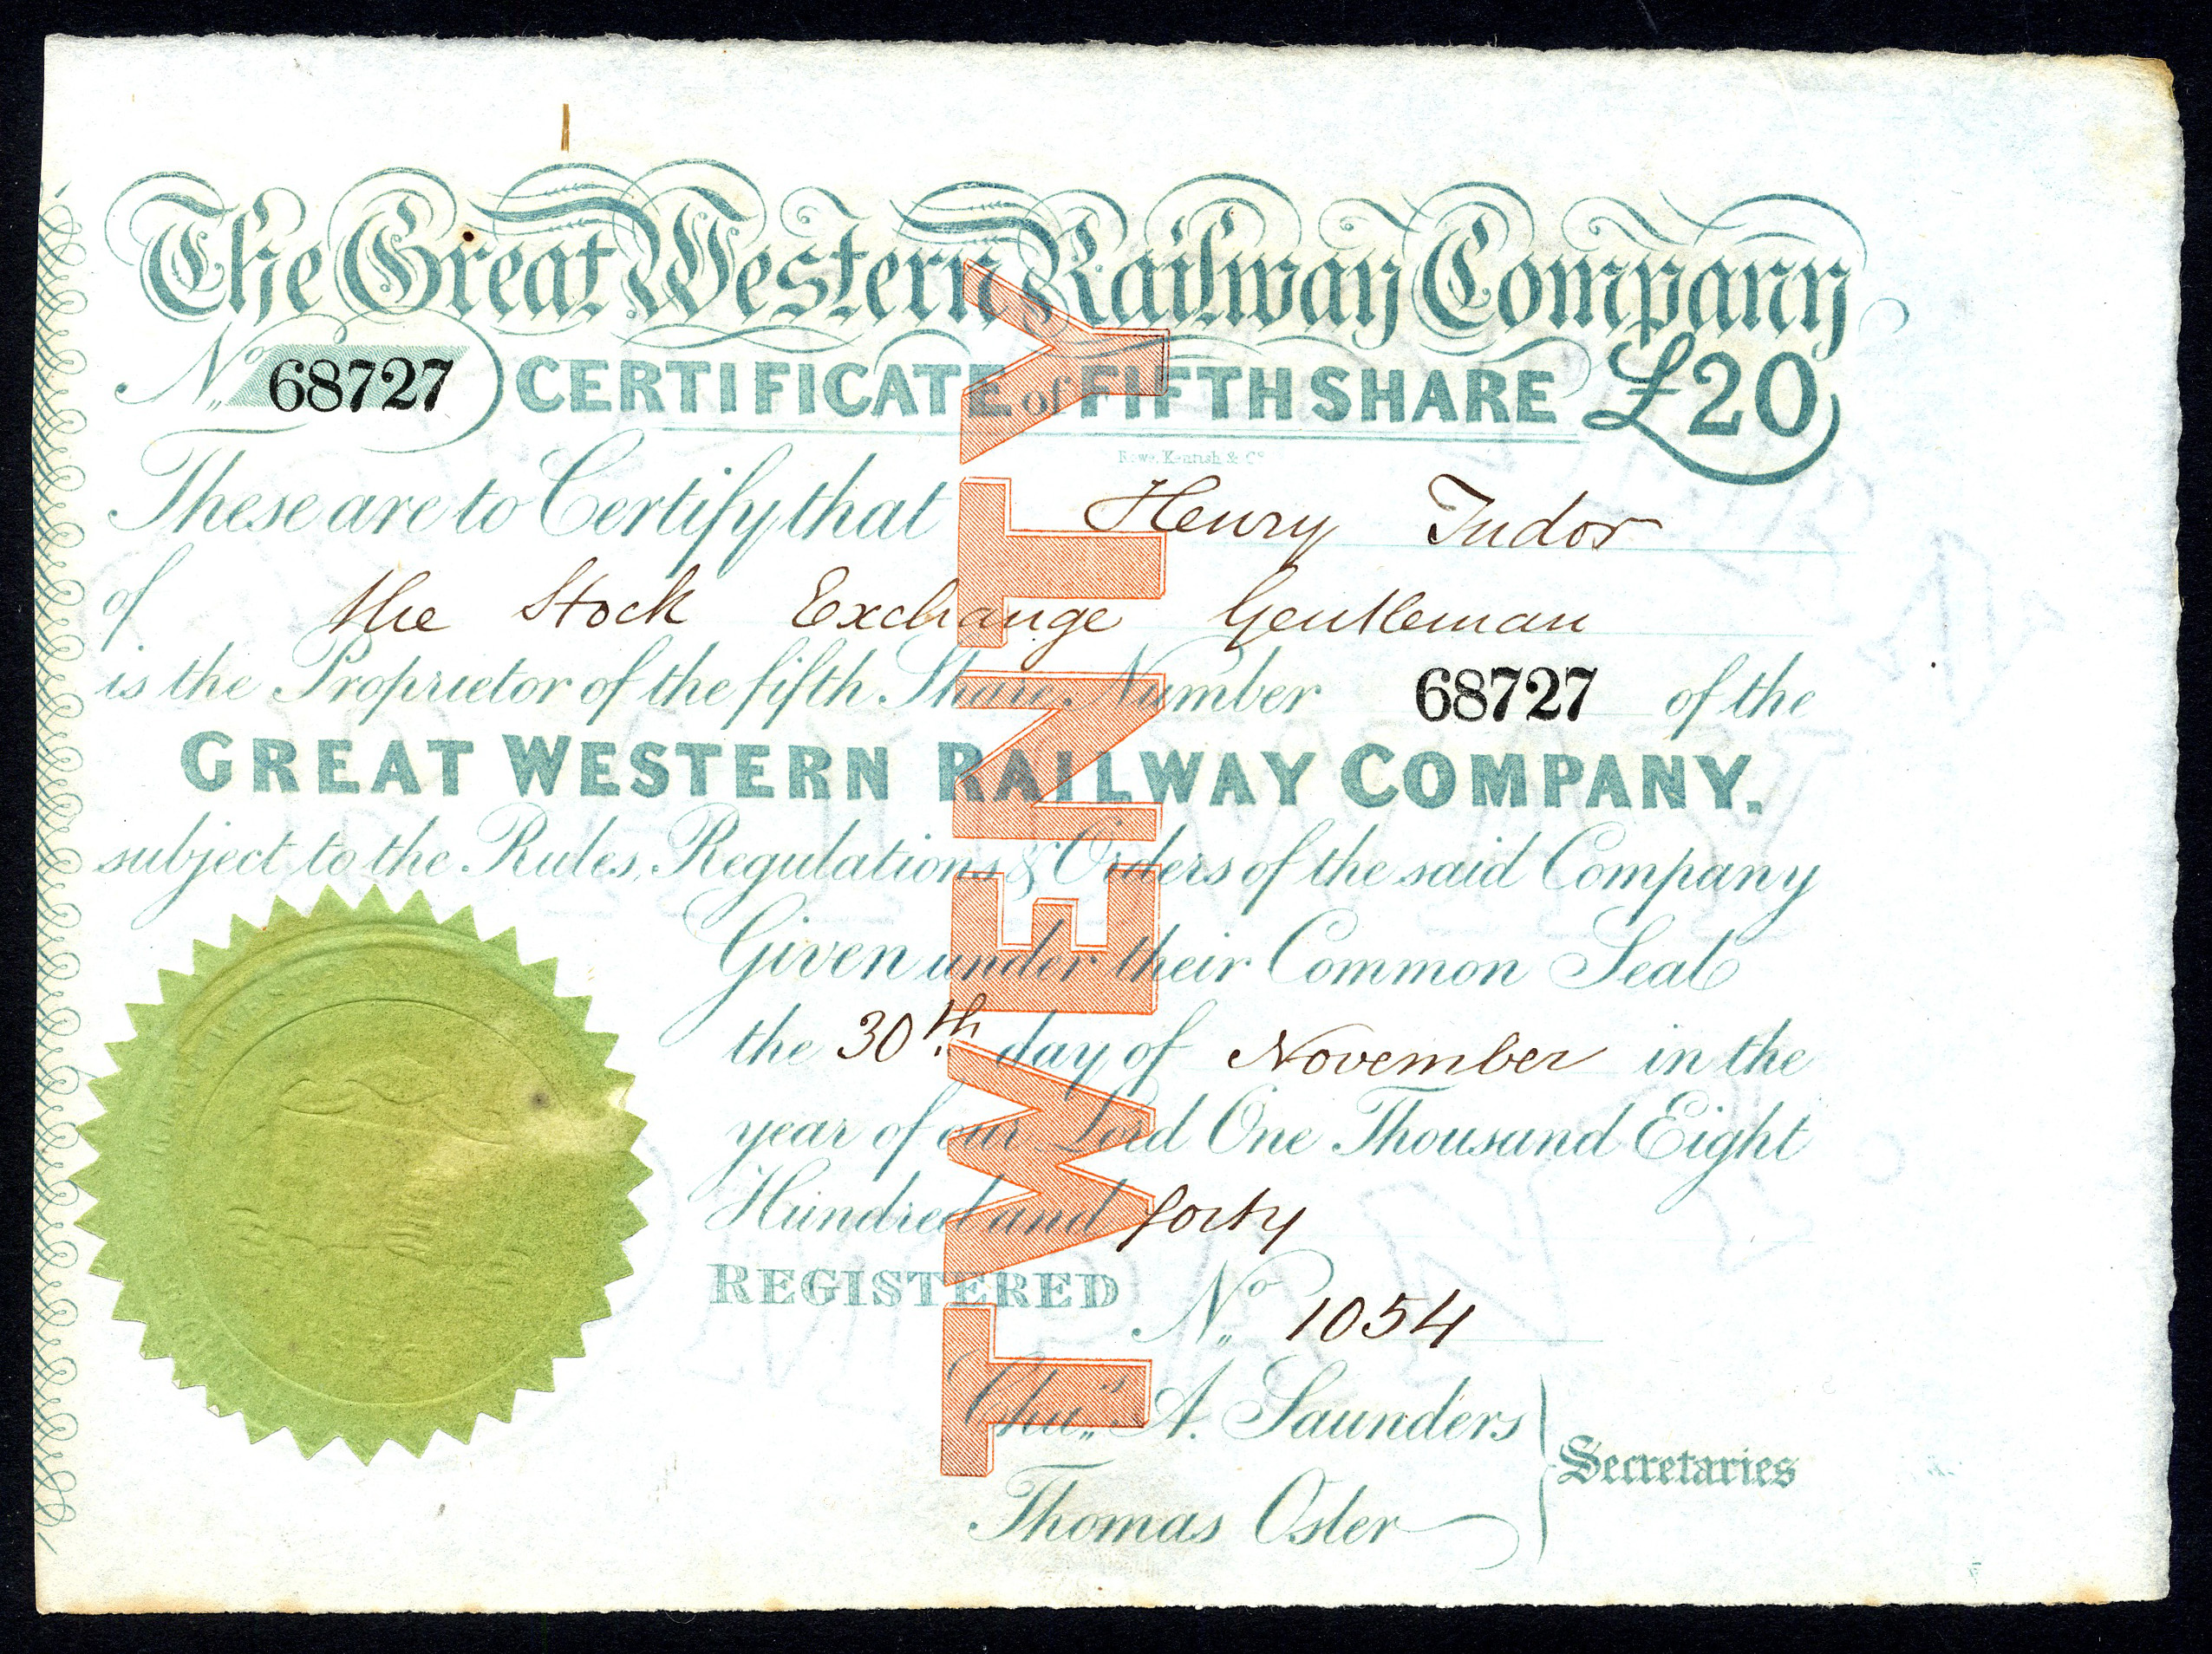 The Great Western Railway Company
No. 68727 CERTIFICATE of FIFTH SHARE £20
Rowe, Kentish & Co
These are to Certify that Henry Tudor
of the Stock Exchange Gentleman
is the Proprietor of the fifth Share Number 68727 of the
GREAT WESTERN RAILWAY COMPANY.
subject to the Rules, Regulations & Orders of the said Company
Given under their Common Seal
the 30th day of November in the
year of our Lord One Thousand Eight
Hundred and forty
REGISTERED No. 1054
Chas. A. Saunders
Thomas Osler
Secretaries
TWENTY